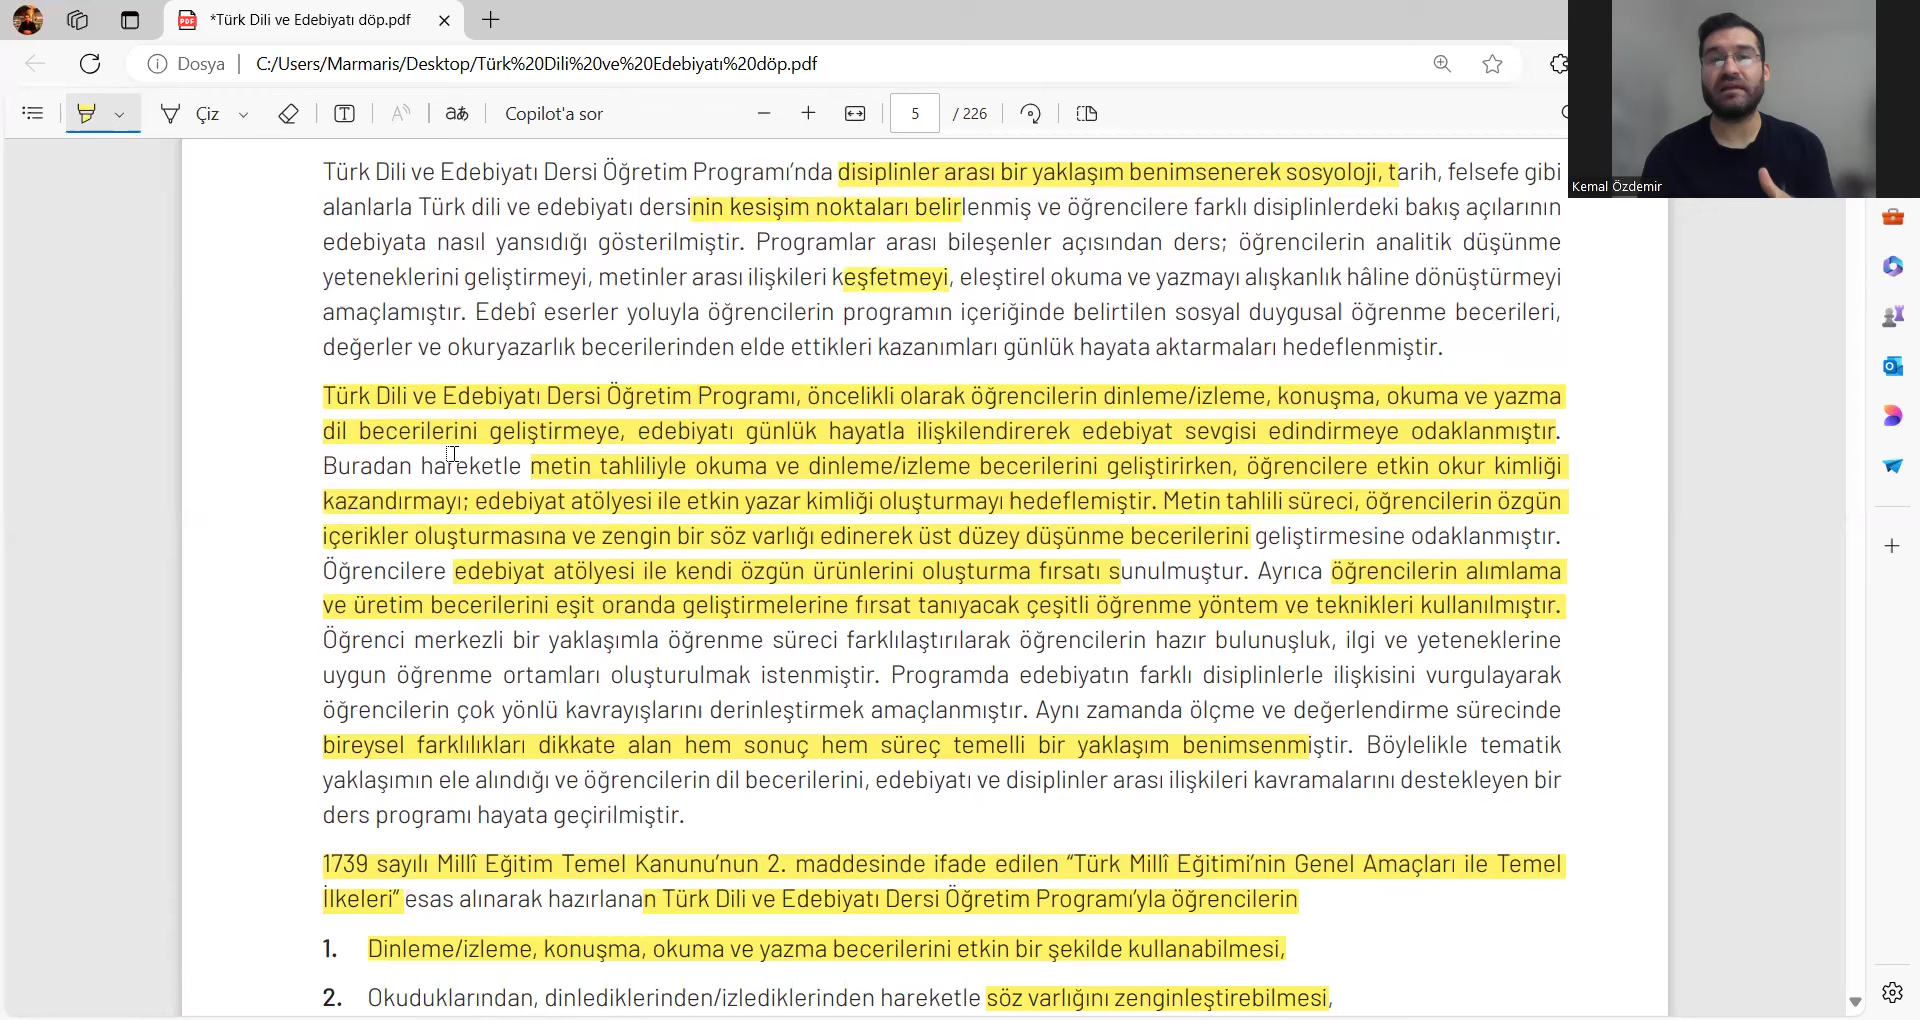 *Türk Dili ve Edebiyatı döp.pdf
Dosya
C:/Users/Marmaris/Desktop/Türk%20Dili%20ve%20Edebiyatı%20döp.pdf
Çiz
Copilot'a sor
5
/ 226
Kemal Özdemir
Türk Dili ve Edebiyatı Dersi Öğretim Programı’nda disiplinler arası bir yaklaşım benimsenerek sosyoloji, tarih, felsefe gibi
alanlarla Türk dili ve edebiyatı dersinin kesişim noktaları belirlenmiş ve öğrencilere farklı disiplinlerdeki bakış açılarının
edebiyata nasıl yansıdığı gösterilmiştir. Programlar arası bileşenler açısından ders; öğrencilerin analitik düşünme
yeteneklerini geliştirmeyi, metinler arası ilişkileri keşfetmeyi, eleştirel okuma ve yazmayı alışkanlık hâline dönüştürmeyi
amaçlamıştır. Edebî eserler yoluyla öğrencilerin programın içeriğinde belirtilen sosyal duygusal öğrenme becerileri,
değerler ve okuryazarlık becerilerinden elde ettikleri kazanımları günlük hayata aktarmaları hedeflenmiştir.
Türk Dili ve Edebiyatı Dersi Öğretim Programı, öncelikli olarak öğrencilerin dinleme/izleme, konuşma, okuma ve yazma
dil becerilerini geliştirmeye, edebiyatı günlük hayatla ilişkilendirerek edebiyat sevgisi edindirmeye odaklanmıştır.
Buradan hareketle metin tahliliyle okuma ve dinleme/izleme becerilerini geliştirirken, öğrencilere etkin okur kimliği
kazandırmayı; edebiyat atölyesi ile etkin yazar kimliği oluşturmayı hedeflemiştir. Metin tahlili süreci, öğrencilerin özgün
içerikler oluşturmasına ve zengin bir söz varlığı edinerek üst düzey düşünme becerilerini geliştirmesine odaklanmıştır.
Öğrencilere edebiyat atölyesi ile kendi özgün ürünlerini oluşturma fırsatı sunulmuştur. Ayrıca öğrencilerin alımlama
ve üretim becerilerini eşit oranda geliştirmelerine fırsat tanıyacak çeşitli öğrenme yöntem ve teknikleri kullanılmıştır.
Öğrenci merkezli bir yaklaşımla öğrenme süreci farklılaştırılarak öğrencilerin hazır bulunuşluk, ilgi ve yeteneklerine
uygun öğrenme ortamları oluşturulmak istenmiştir. Programda edebiyatın farklı disiplinlerle ilişkisini vurgulayarak
öğrencilerin çok yönlü kavrayışlarını derinleştirmek amaçlanmıştır. Aynı zamanda ölçme ve değerlendirme sürecinde
bireysel farklılıkları dikkate alan hem sonuç hem süreç temelli bir yaklaşım benimsenmiştir. Böylelikle tematik
yaklaşımın ele alındığı ve öğrencilerin dil becerilerini, edebiyatı ve disiplinler arası ilişkileri kavramalarını destekleyen bir
ders programı hayata geçirilmiştir.
1739 sayılı Millî Eğitim Temel Kanunu’nun 2. maddesinde ifade edilen “Türk Millî Eğitimi’nin Genel Amaçları ile Temel
İlkeleri” esas alınarak hazırlanan Türk Dili ve Edebiyatı Dersi Öğretim Programı’yla öğrencilerin
1. Dinleme/izleme, konuşma, okuma ve yazma becerilerini etkin bir şekilde kullanabilmesi,
2. Okuduklarından, dinlediklerinden/izlediklerinden hareketle söz varlığını zenginleştirebilmesi,